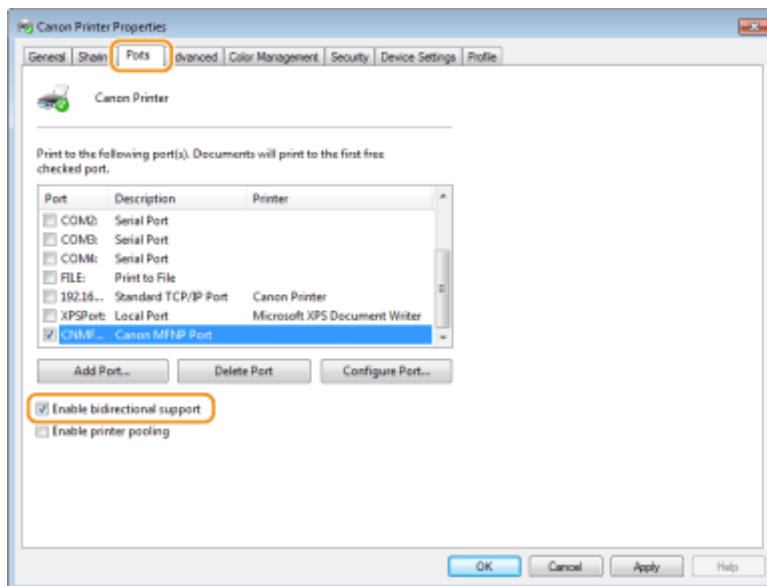 Canon Printer Properties
General Sharin Ports dvanced Color Management Security Device Settings Profile
Canon Printer
Print to the following port(s). Documents will print to the first free
checked port.
Port Description Printer
COM2: Serial Port
COM3: Serial Port
COM4: Serial Port
FILE: Print to File
192.16... Standard TCP/IP Port Canon Printer
XPSPort: Local Port Microsoft XPS Document Writer
CNMF... Canon MFNP Port
Add Port... Delete Port Configure Port...
Enable bidirectional support
Enable printer pooling
OK Cancel Apply Help